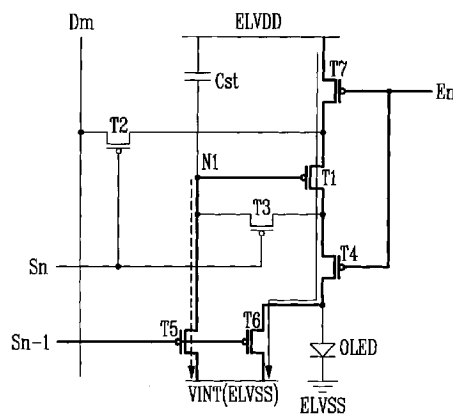 Dm
ELVDD
T7
Cst
En
T2
N1
T1
T3
Sn
T4
T5
T6
Sn-1
OLED
VINT(ELVSS)
ELVSS